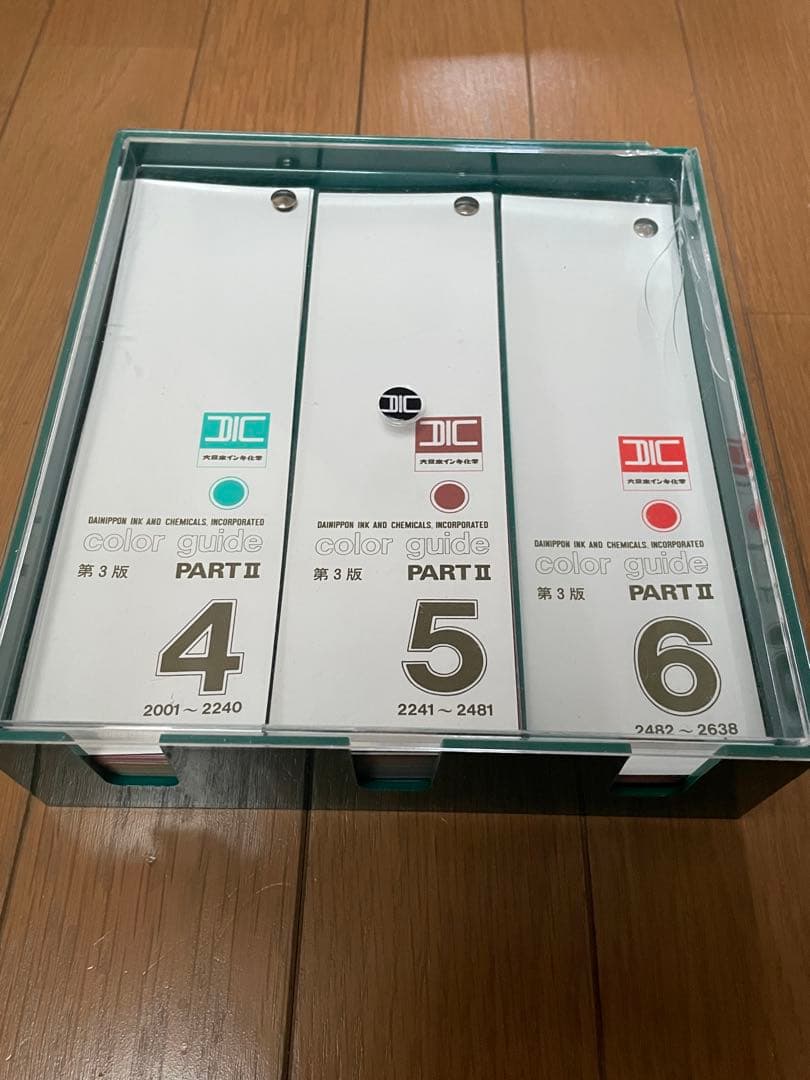 DIC
大日本インキ化学
DAINIPPON INK AND CHEMICALS, INCORPORATED
color guide
第3版 PART II
4
2001～2240
DIC
DIC
大日本インキ化学
DAINIPPON INK AND CHEMICALS, INCORPORATED
color guide
第3版 PART II
5
2241～2481
DIC
大日本インキ化学
DAINIPPON INK AND CHEMICALS, INCORPORATED
color guide
第3版 PART II
6
2482～2638